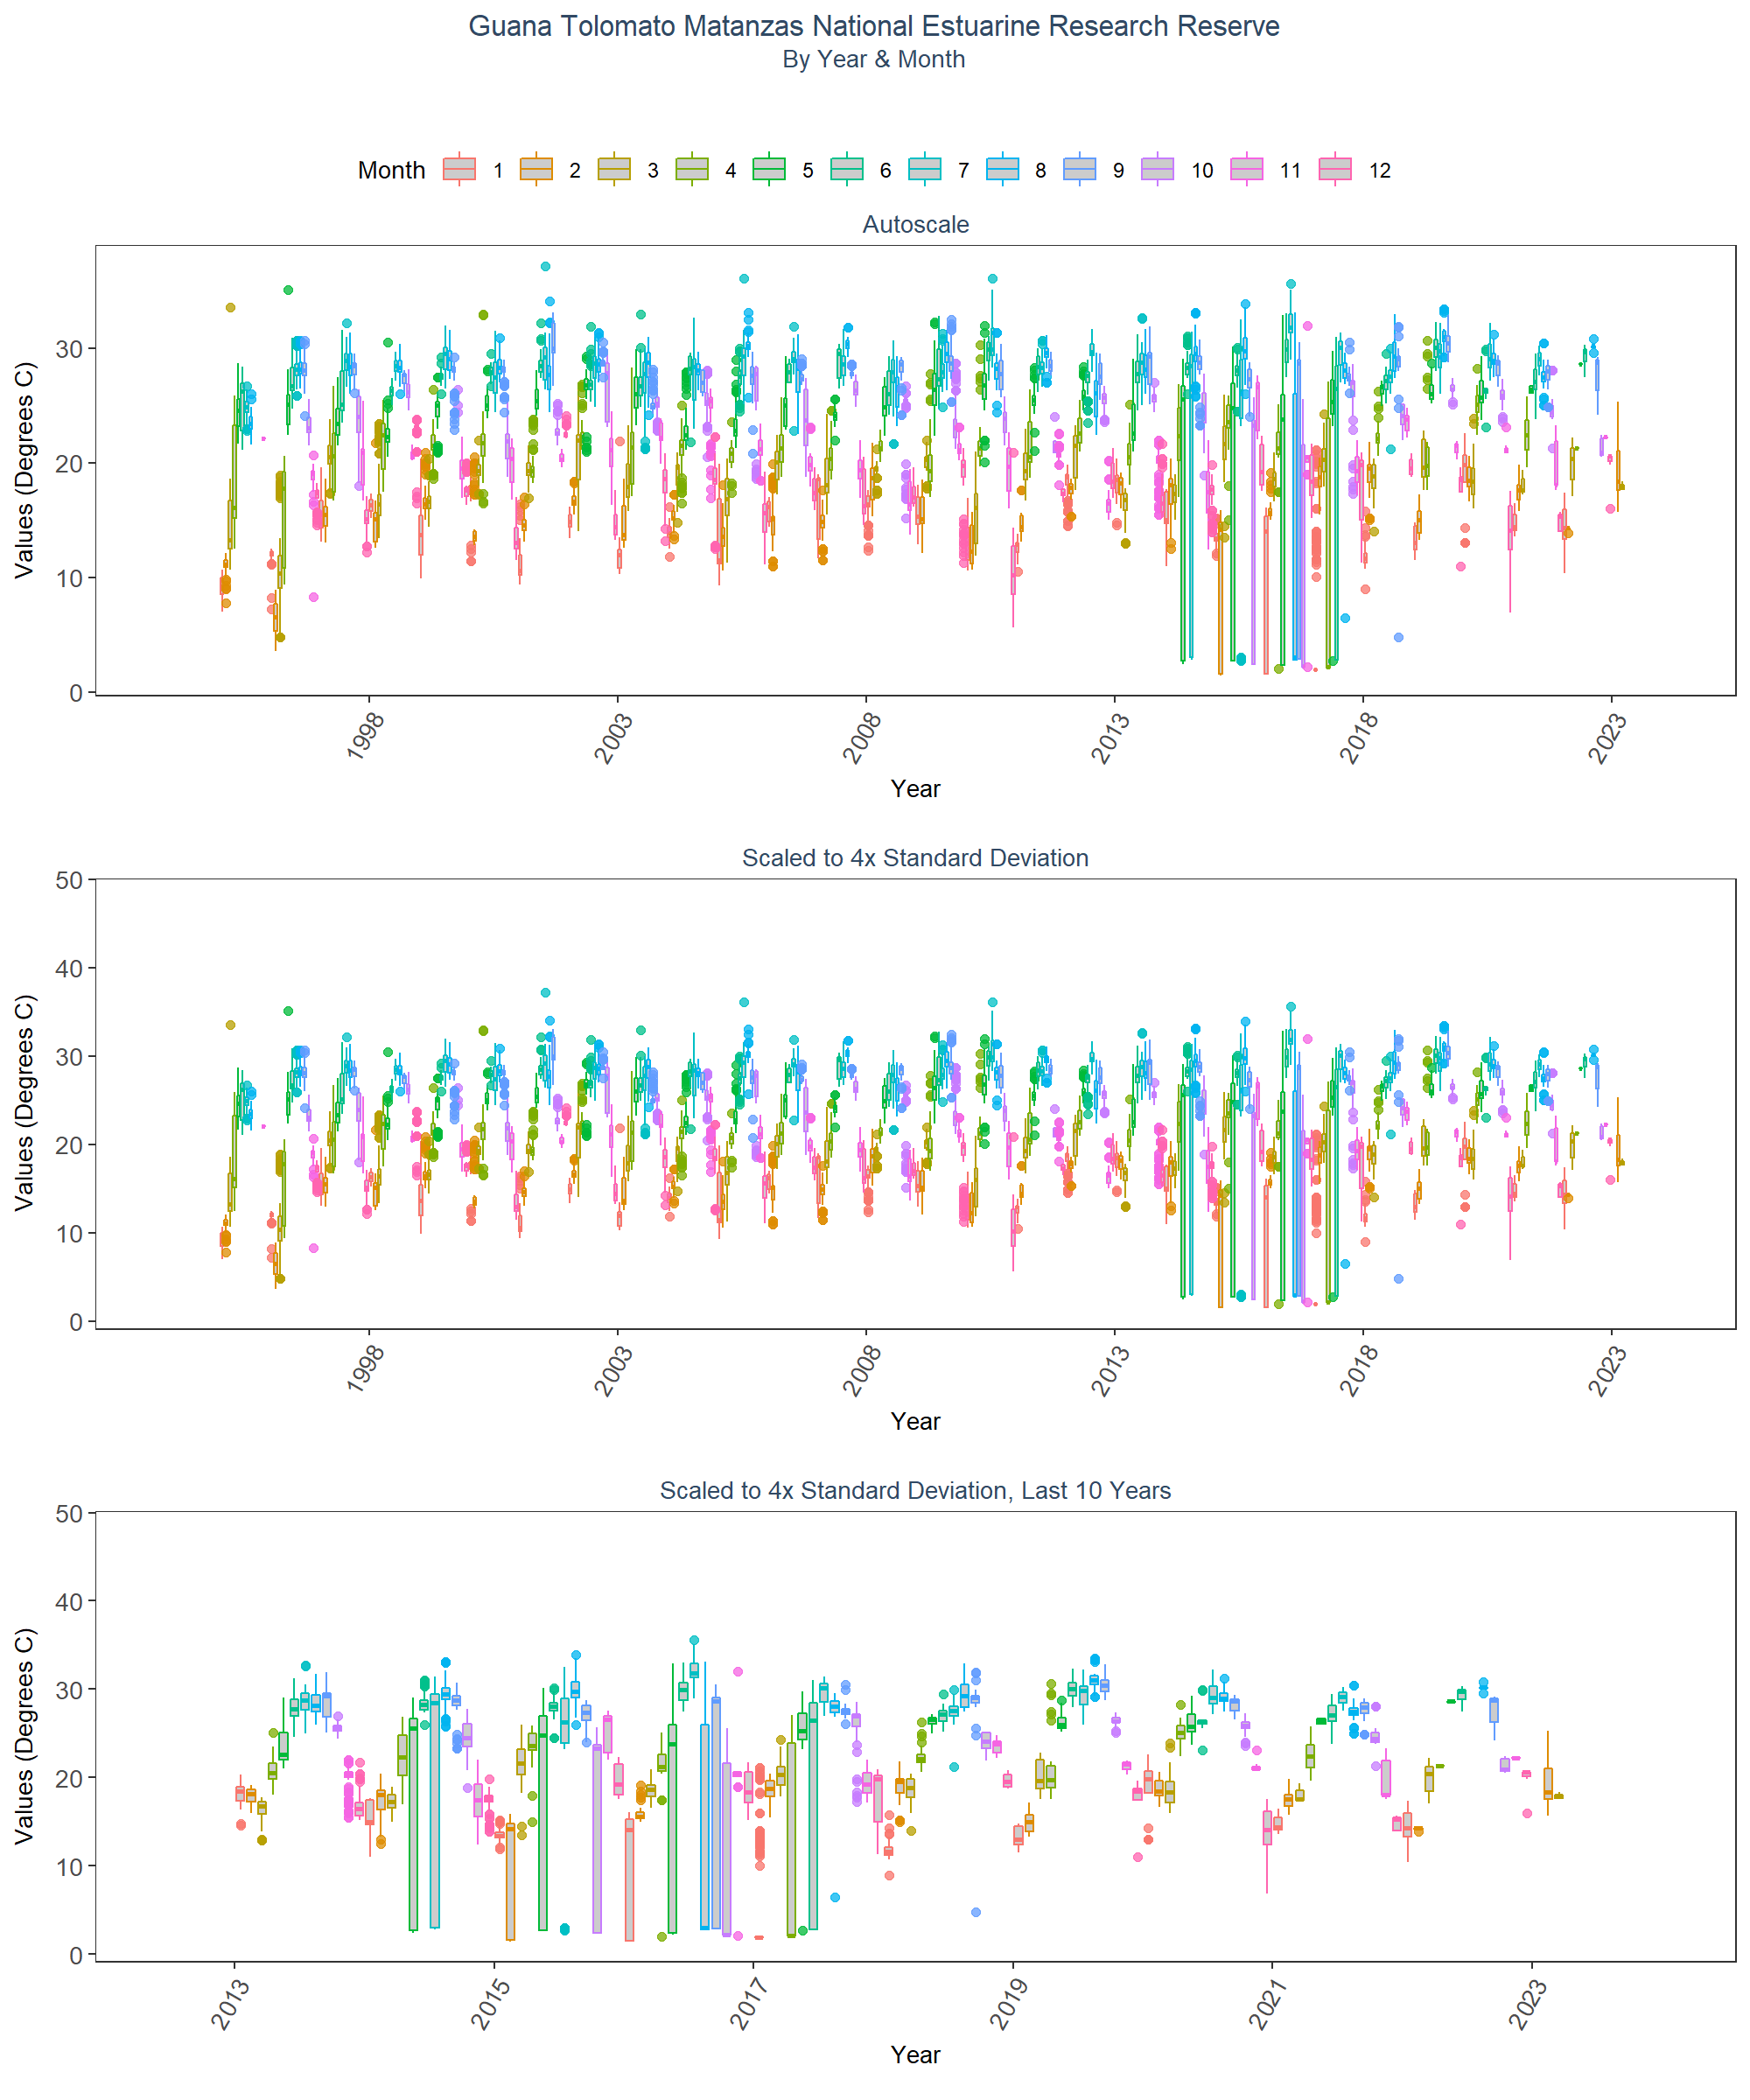 Guana Tolomato Matanzas National Estuarine Research Reserve
By Year & Month
Month 1 2 3 4 5 6 7 8 9 10 11 12
Autoscale
Values (Degrees C)
30
20
10
0
1998 2003 2008 2013 2018 2023
Year
Scaled to 4x Standard Deviation
Values (Degrees C)
50
40
30
20
10
0
1998 2003 2008 2013 2018 2023
Year
Scaled to 4x Standard Deviation, Last 10 Years
Values (Degrees C)
50
40
30
20
10
0
2013 2015 2017 2019 2021 2023
Year